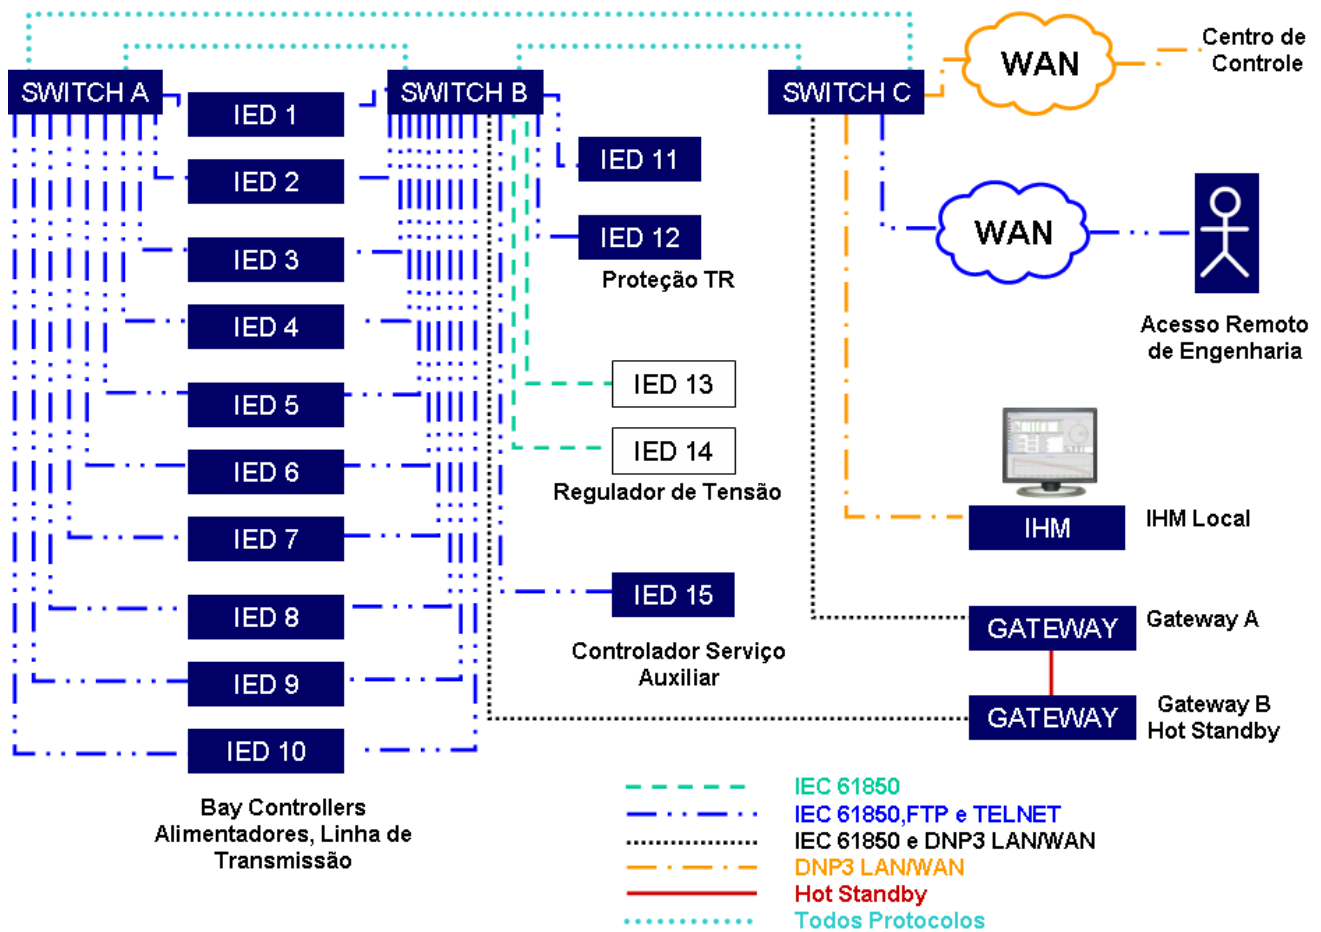 WAN
Centro de
Controle
SWITCH A
SWITCH B
SWITCH C
IED 1
IED 2
IED 3
IED 4
IED 5
IED 6
IED 7
IED 8
IED 9
IED 10
Bay Controllers
Alimentadores, Linha de
Transmissão
IED 11
IED 12
Proteção TR
IED 13
IED 14
Regulador de Tensão
IED 15
Controlador Serviço
Auxiliar
WAN
Acesso Remoto
de Engenharia
IHM
IHM Local
GATEWAY
Gateway A
GATEWAY
Gateway B
Hot Standby
IEC 61850
IEC 61850,FTP e TELNET
IEC 61850 e DNP3 LAN/WAN
DNP3 LAN/WAN
Hot Standby
Todos Protocolos